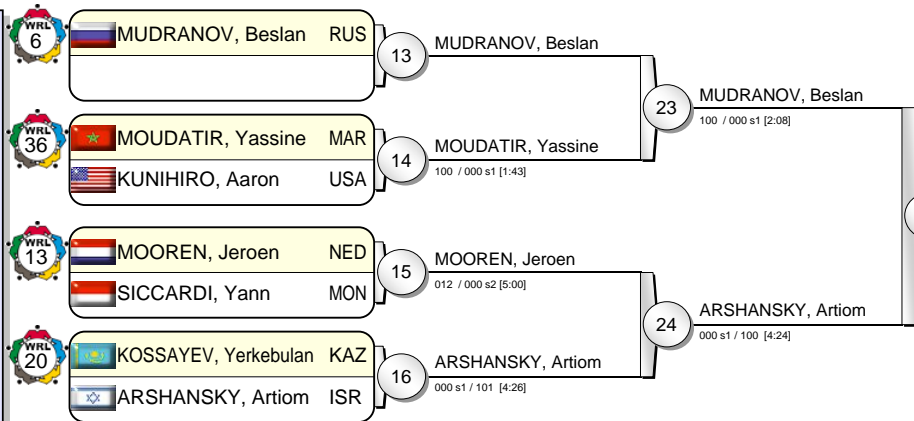 WRL
6
MUDRANOV, Beslan RUS
13
MUDRANOV, Beslan
WRL
36
MOUDATIR, Yassine MAR
KUNIHIRO, Aaron USA
14
MOUDATIR, Yassine
100 / 000 s1 [1:43]
23
MUDRANOV, Beslan
100 / 000 s1 [2:08]
WRL
13
MOOREN, Jeroen NED
SICCARDI, Yann MON
15
MOOREN, Jeroen
012 / 000 s2 [5:00]
WRL
20
KOSSAYEV, Yerkebulan KAZ
ARSHANSKY, Artiom ISR
16
ARSHANSKY, Artiom
000 s1 / 101 [4:26]
24
ARSHANSKY, Artiom
000 s1 / 100 [4:24]